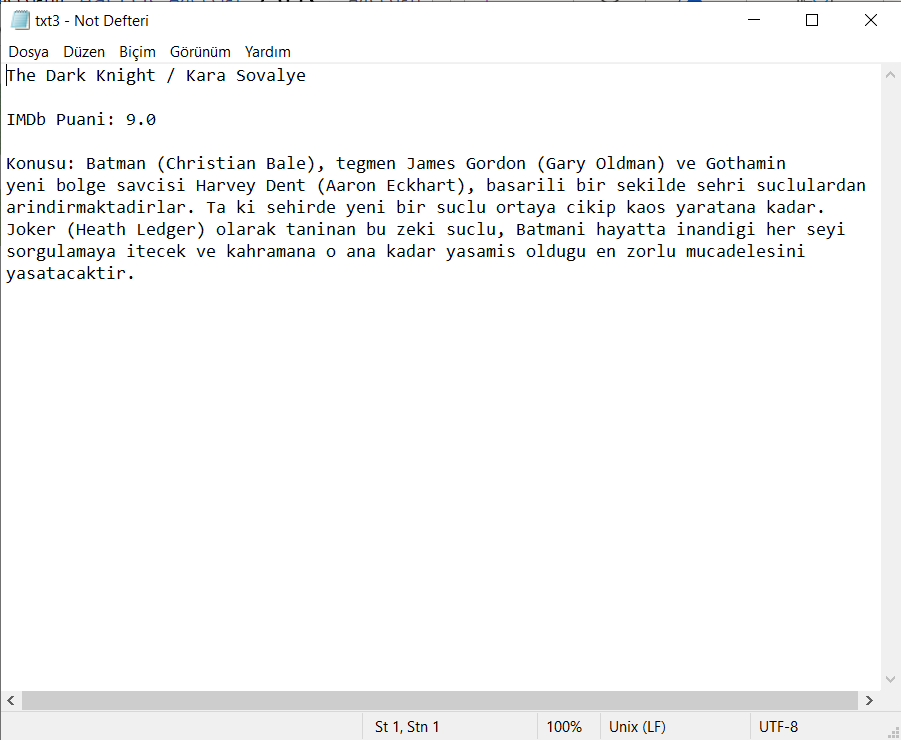 txt3 - Not Defteri
Dosya Düzen Biçim Görünüm Yardım
The Dark Knight / Kara Sovalye
IMDb Puani: 9.0
Konusu: Batman (Christian Bale), tegmen James Gordon (Gary Oldman) ve Gothamin
yeni bolge savcisi Harvey Dent (Aaron Eckhart), basarili bir sekilde sehri suclulardan
arindirmaktadirlar. Ta ki sehirde yeni bir suclu ortaya cikip kaos yaratana kadar.
Joker (Heath Ledger) olarak taninan bu zeki suclu, Batmani hayatta inandigi her seyi
sorgulamaya itecek ve kahramana o ana kadar yasamis oldugu en zorlu mucadelesini
yasatacaktir.
St 1, Stn 1 100% Unix (LF) UTF-8